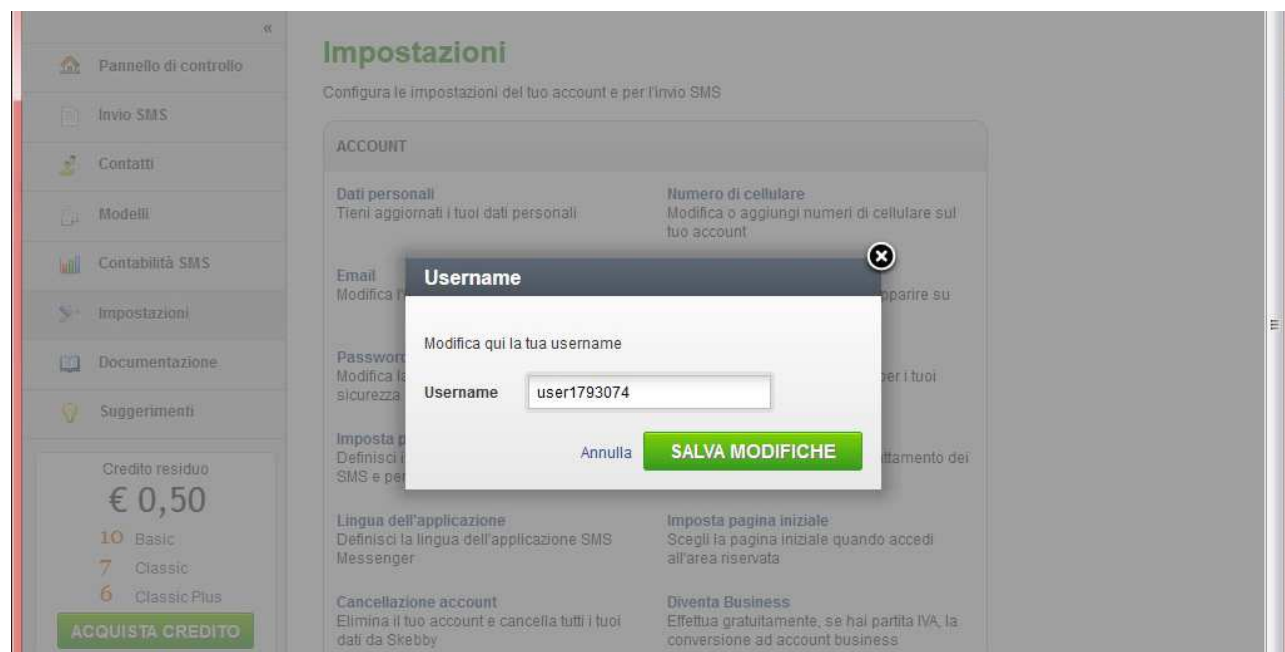 «
Pannello di controllo
Invio SMS
Contatti
Modelli
Contabilità SMS
Impostazioni
Documentazione
Suggerimenti
Credito residuo
€ 0,50
10 Basic
7 Classic
6 Classic Plus
ACQUISTA CREDITO
Impostazioni
Configura le impostazioni del tuo account e per l'invio SMS
ACCOUNT
Dati personali
Tieni aggiornati i tuoi dati personali
Numero di cellulare
Modifica o aggiungi numeri di cellulare sul
tuo account
Email
Modifica l'
apparire su
Password
Modifica la
sicurezza
per i tuoi
Imposta p
Definisci i
SMS e per
ttamento dei
Username
Modifica qui la tua username
Username
user1793074
Annulla
SALVA MODIFICHE
Lingua dell'applicazione
Definisci la lingua dell'applicazione SMS
Messenger
Imposta pagina iniziale
Scegli la pagina iniziale quando accedi
all'area riservata
Cancellazione account
Elimina il tuo account e cancella tutti i tuoi
dati da Skebby
Diventa Business
Effettua gratuitamente, se hai partita IVA, la
conversione ad account business